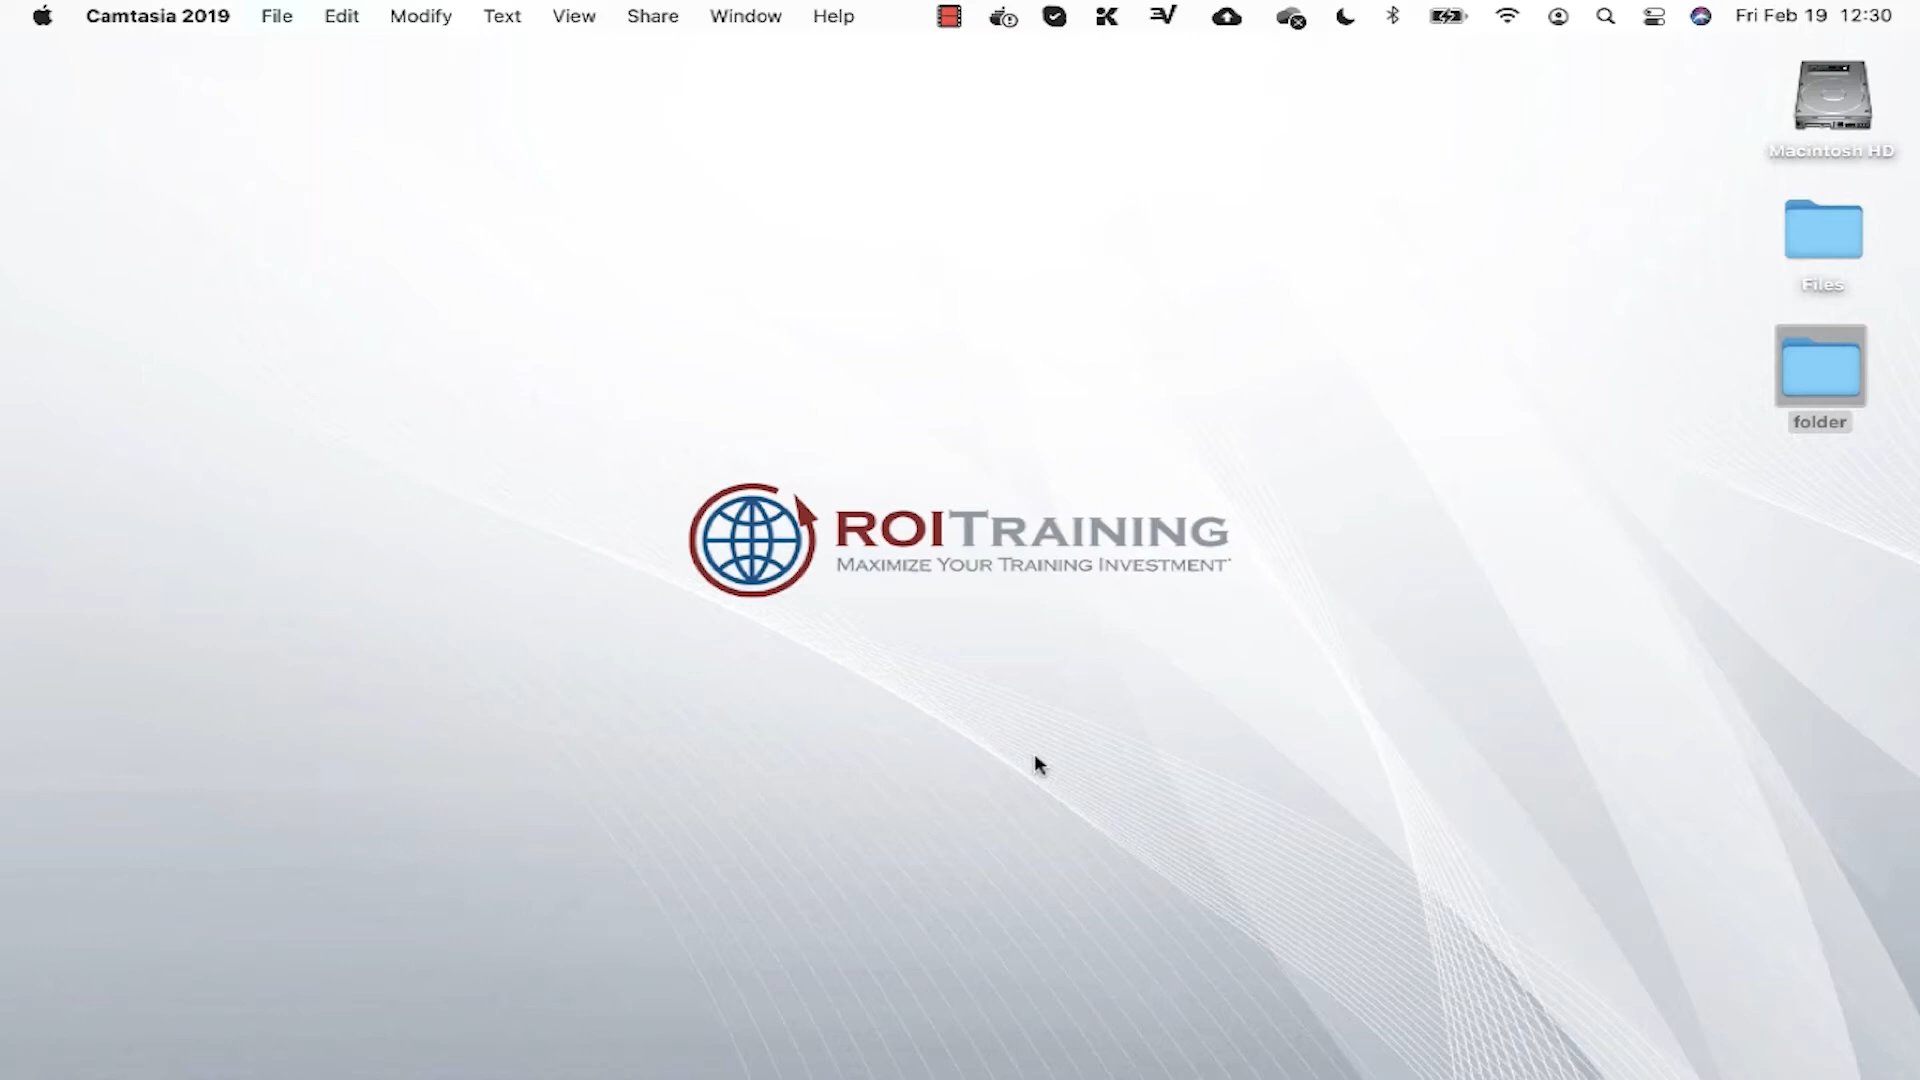 Camtasia 2019 File Edit Modify Text View Share Window Help Fri Feb 19 12:30
Macintosh HD
Files
folder
ROITRAINING
MAXIMIZE YOUR TRAINING INVESTMENT